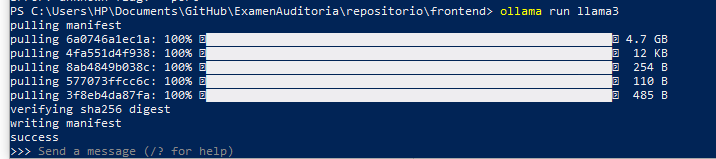 PS C:\Users\HP\Documents\GitHub\ExamenAuditoria\repositorio\frontend> ollama run llama3
pulling manifest
pulling 6a0746a1ec1a: 100% 4.7 GB
pulling 4fa551d4f938: 100% 12 KB
pulling 8ab4849b038c: 100% 254 B
pulling 577073ffcc6c: 100% 110 B
pulling 3f8eb4da87fa: 100% 485 B
verifying sha256 digest
writing manifest
success
>>> Send a message (/? for help)